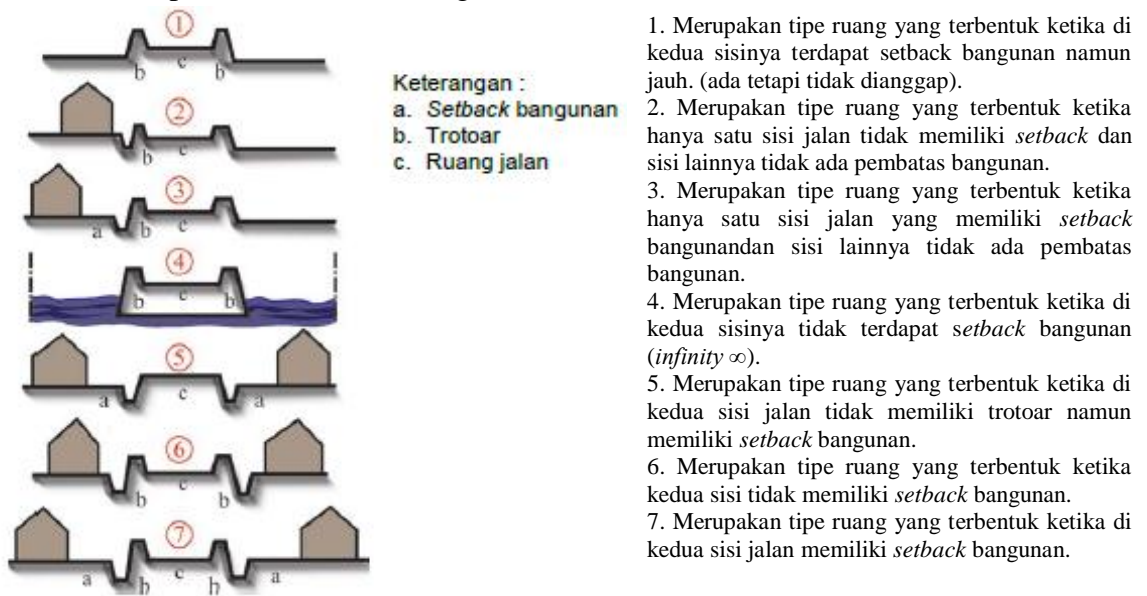 1
b
c
b
2
b
c
3
a
b
c
4
b
c
b
5
a
c
a
6
b
c
b
7
a
b
c
b
a
Keterangan :
a. Setback bangunan
b. Trotoar
c. Ruang jalan
1. Merupakan tipe ruang yang terbentuk ketika di
kedua sisinya terdapat setback bangunan namun
jauh. (ada tetapi tidak dianggap).
2. Merupakan tipe ruang yang terbentuk ketika
hanya satu sisi jalan tidak memiliki setback dan
sisi lainnya tidak ada pembatas bangunan.
3. Merupakan tipe ruang yang terbentuk ketika
hanya satu sisi jalan yang memiliki setback
bangunandan sisi lainnya tidak ada pembatas
bangunan.
4. Merupakan tipe ruang yang terbentuk ketika di
kedua sisinya tidak terdapat setback bangunan
(infinity ∞).
5. Merupakan tipe ruang yang terbentuk ketika di
kedua sisi jalan tidak memiliki trotoar namun
memiliki setback bangunan.
6. Merupakan tipe ruang yang terbentuk ketika
kedua sisi tidak memiliki setback bangunan.
7. Merupakan tipe ruang yang terbentuk ketika di
kedua sisi jalan memiliki setback bangunan.